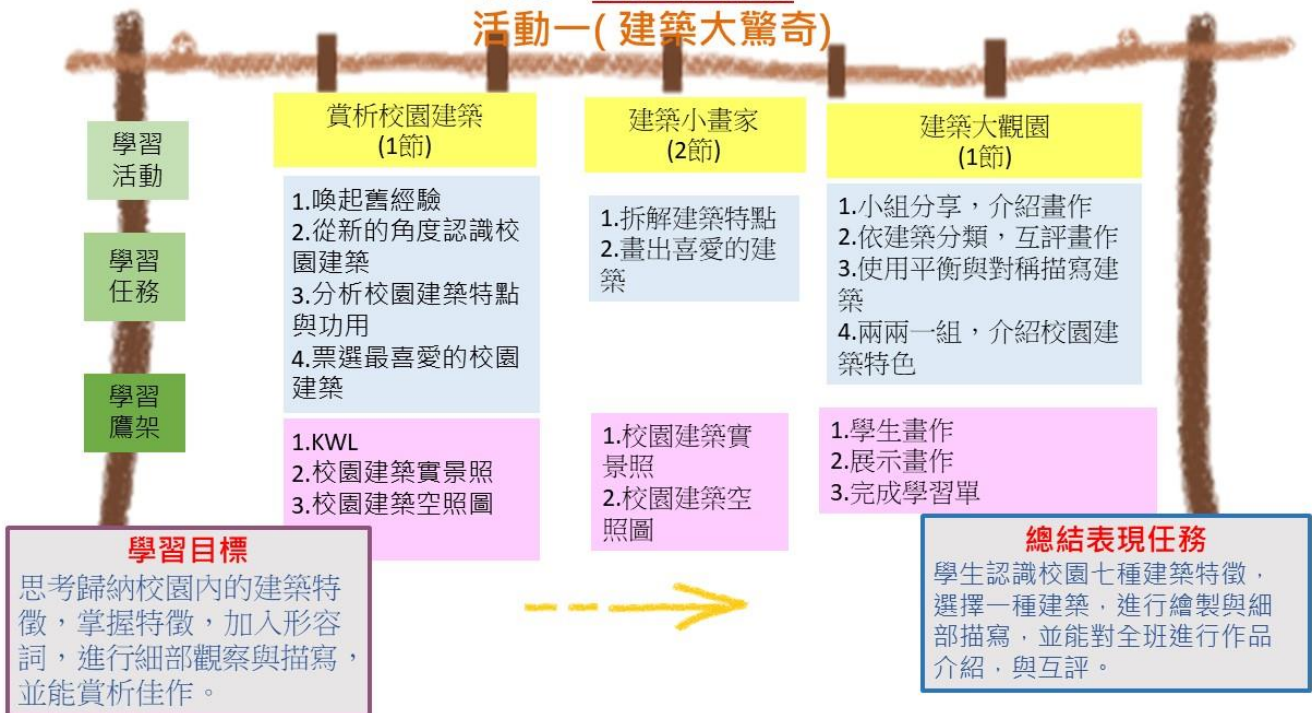 活動一( 建築大驚奇)
學習
活動
學習
任務
學習
鷹架
賞析校園建築
(1節)
1.喚起舊經驗
2.從新的角度認識校
園建築
3.分析校園建築特點
與功用
4.票選最喜愛的校園
建築
1.KWL
2.校園建築實景照
3.校園建築空照圖
建築小畫家
(2節)
1.拆解建築特點
2.畫出喜愛的建
築
1.校園建築實
景照
2.校園建築空
照圖
建築大觀園
(1節)
1.小組分享，介紹畫作
2.依建築分類，互評畫作
3.使用平衡與對稱描寫建
築
4.兩兩一組，介紹校園建
築特色
1.學生畫作
2.展示畫作
3.完成學習單
學習目標
思考歸納校園內的建築特
徵，掌握特徵，加入形容
詞，進行細部觀察與描寫，
並能賞析佳作。
總結表現任務
學生認識校園七種建築特徵，
選擇一種建築，進行繪製與細
部描寫，並能對全班進行作品
介紹，與互評。